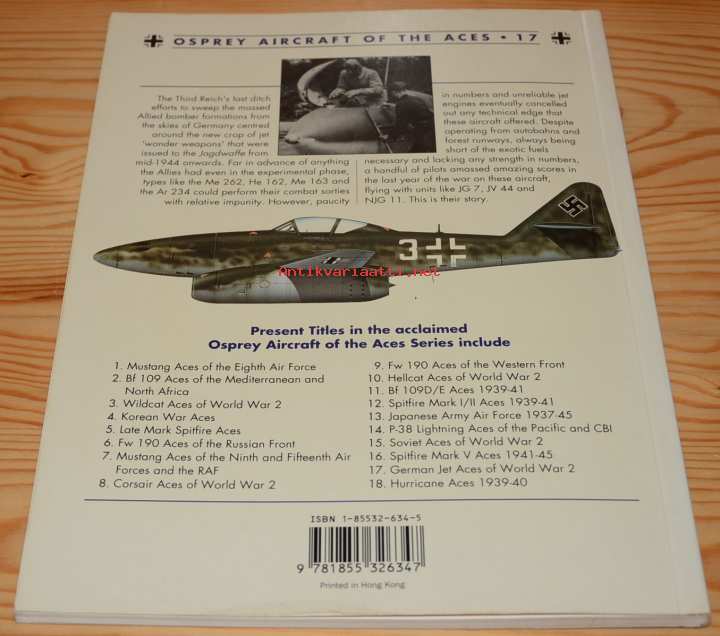 OSPREY AIRCRAFT OF THE ACES • 17
The Third Reich's last ditch
efforts to sweep the massed
Allied bomber formations from
the skies of Germany centred
around the new crop of jet
'wonder weapons' that were
issued to the Jagdwaffe from
mid-1944 onwards. Far in advance of anything
the Allies had even in the experimental phase,
types like the Me 262, He 162, Me 163 and
the Ar 234 could perform their combat sorties
with relative impunity. However, paucity
in numbers and unreliable jet
engines eventually cancelled
out any technical edge that
these aircraft offered. Despite
operating from autobahns and
forest runways, always being
short of the exotic fuels
necessary and lacking any strength in numbers,
a handful of pilots amassed amazing scores in
the last year of the war on these aircraft,
flying with units like JG 7, JV 44 and
NJG 11. This is their story.
3
Antikvariaatti.net
Present Titles in the acclaimed
Osprey Aircraft of the Aces Series include
1. Mustang Aces of the Eighth Air Force
2. Bf 109 Aces of the Mediterranean and
North Africa
3. Wildcat Aces of World War 2
4. Korean War Aces
5. Late Mark Spitfire Aces
6. Fw 190 Aces of the Russian Front
7. Mustang Aces of the Ninth and Fifteenth Air
Forces and the RAF
8. Corsair Aces of World War 2
9. Fw 190 Aces of the Western Front
10. Hellcat Aces of World War 2
11. Bf 109D/E Aces 1939-41
12. Spitfire Mark I/II Aces 1939-41
13. Japanese Army Air Force 1937-45
14. P-38 Lightning Aces of the Pacific and CBI
15. Soviet Aces of World War 2
16. Spitfire Mark V Aces 1941-45
17. German Jet Aces of World War 2
18. Hurricane Aces 1939-40
ISBN 1-85532-634-5
9 781855 326347
Printed in Hong Kong